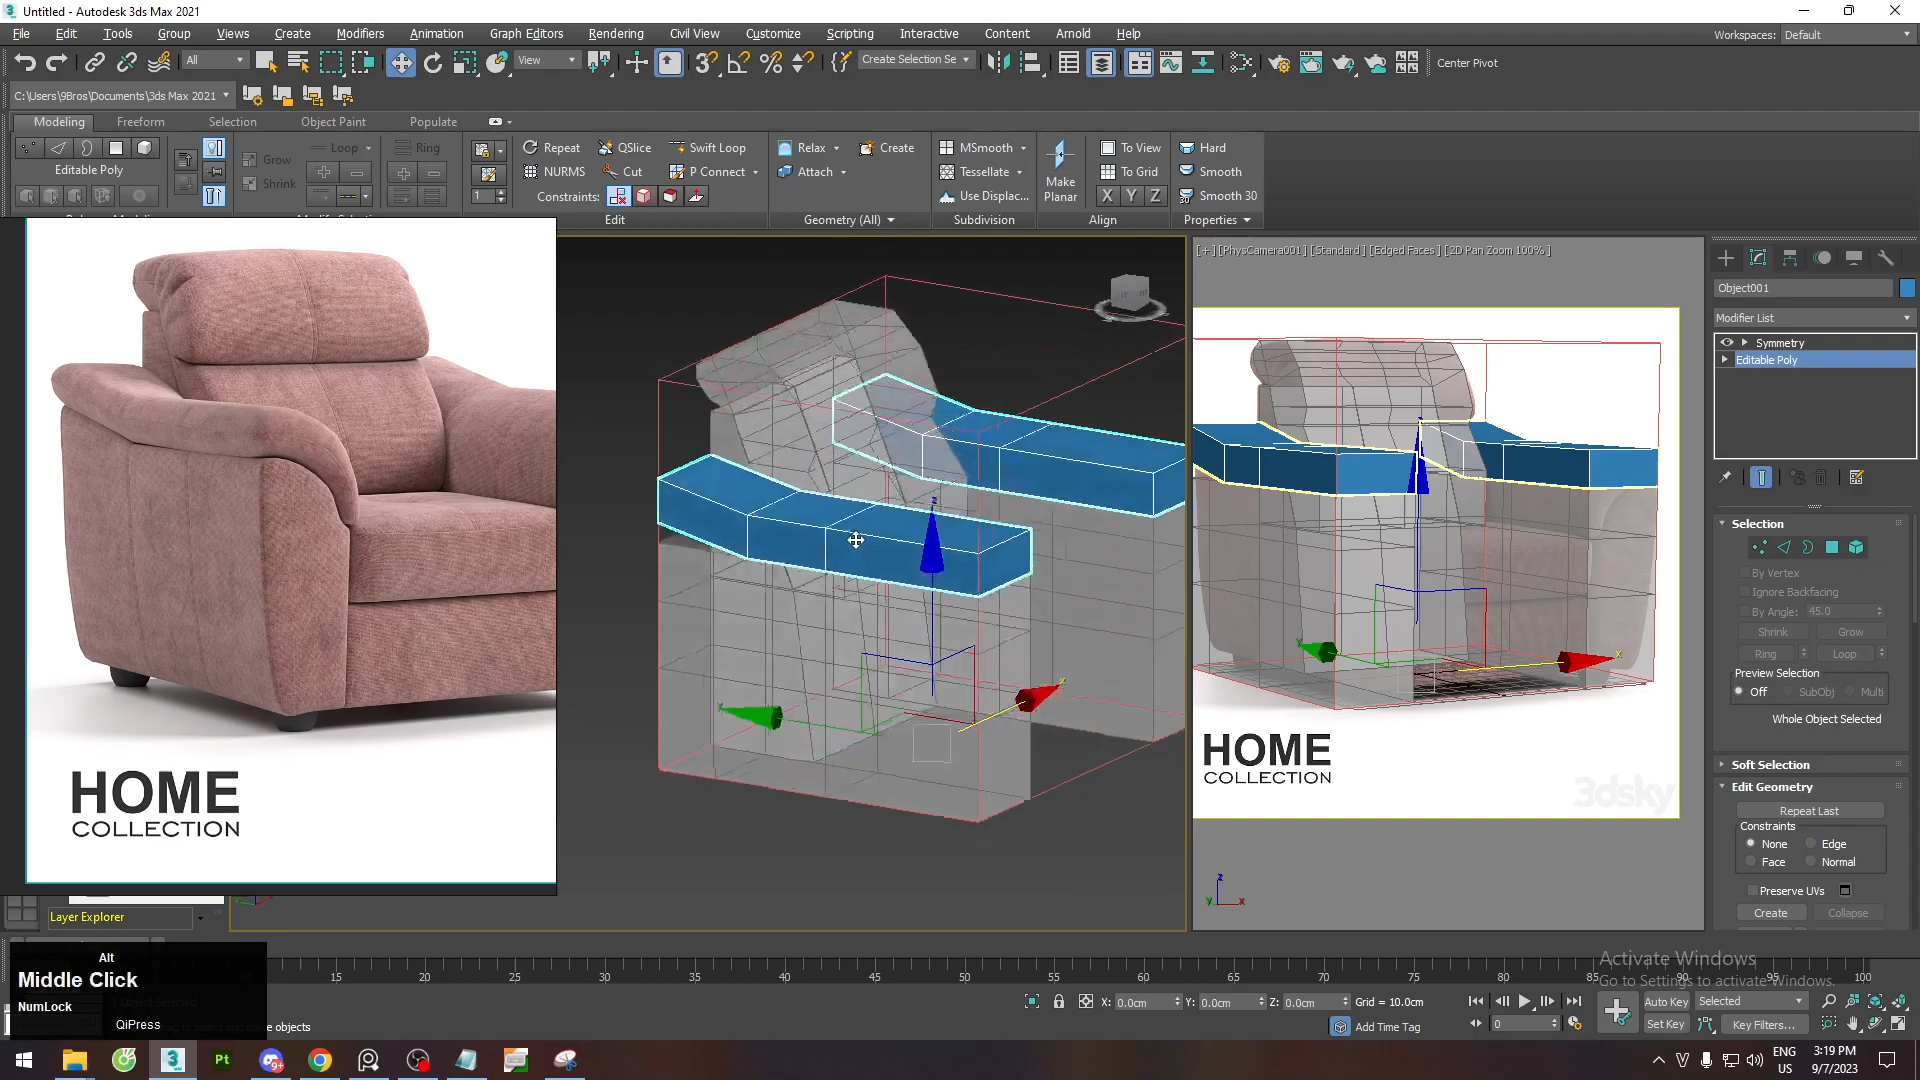 Untitled - Autodesk 3ds Max 2021
File Edit Tools Group Views Create Modifiers Animation Graph Editors Rendering Civil View Customize Scripting Interactive Content Arnold Help
Workspaces: Default
All View Create Selection Se Center Pivot
C:\Users\9Bros\Documents\3ds Max 2021
Modeling Freeform Selection Object Paint Populate
Editable Poly
Grow Shrink Loop Ring
Repeat QSlice Swift Loop
NURMS Cut P Connect
1 Constraints:
Edit
Relax Create
Attach
Geometry (All)
MSmooth
Tessellate
Use Displac...
Subdivision
Make Planar
To View
To Grid
X Y Z
Align
Hard
Smooth
Smooth 30
Properties
HOME
COLLECTION
[+] [PhysCamera001] [Standard] [Edged Faces] [2D Pan Zoom 100%]
HOME
COLLECTION
3dsky
Object001
Modifier List
Symmetry
Editable Poly
Selection
By Vertex
Ignore Backfacing
By Angle: 45.0
Shrink Grow
Ring Loop
Preview Selection
Off SubObj Multi
Whole Object Selected
Soft Selection
Edit Geometry
Repeat Last
Constraints
None Edge
Face Normal
Preserve UVs
Create Collapse
Layer Explorer
Alt
Middle Click
NumLock
QiPress
15 20 25 30 35 40 45 50 55 60 65 70 75 80 85 90 95 100
Activate Windows
Go to Settings to activate Windows.
X: 0.0cm Y: 0.0cm Z: 0.0cm Grid = 10.0cm
Add Time Tag
0
Auto Key Selected
Set Key Key Filters...
Pt
ENG
US
3:19 PM
9/7/2023